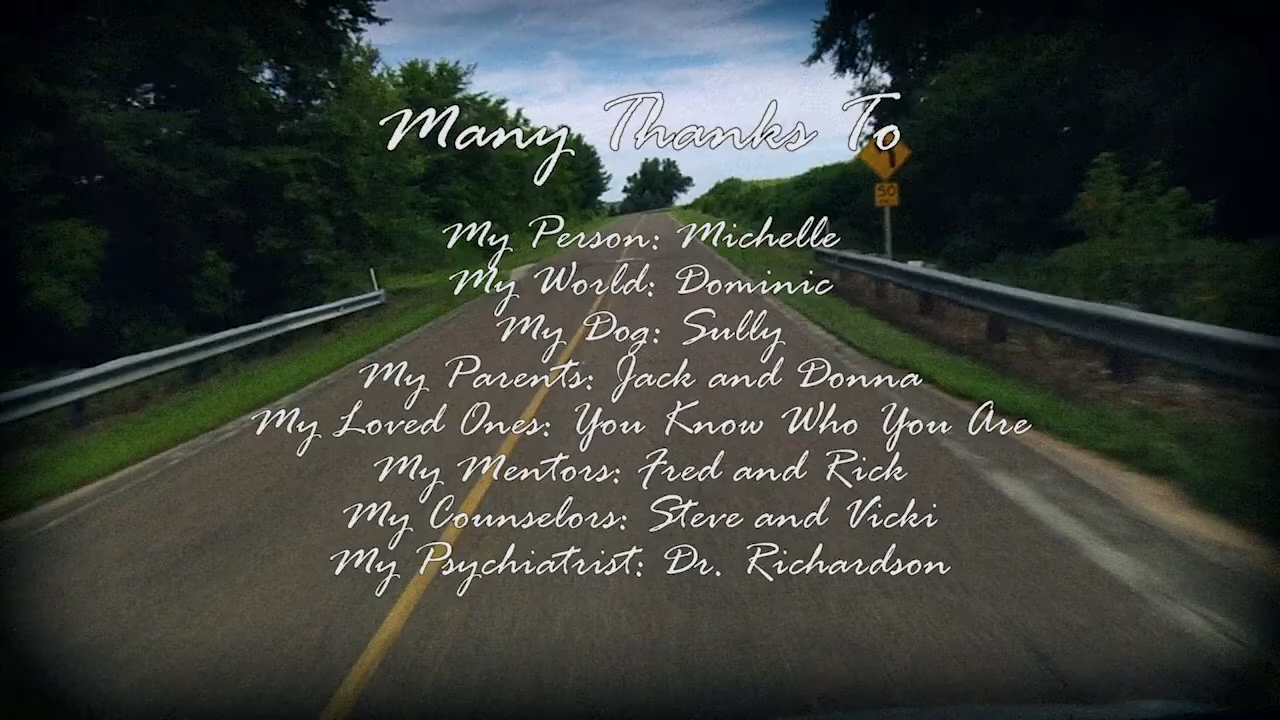 Many Thanks To
My Person: Michelle
My World: Dominic
My Dog: Sully
My Parents: Jack and Donna
My Loved Ones: You Know Who You Are
My Mentors: Fred and Rick
My Counselors: Steve and Vicki
My Psychiatrist: Dr. Richardson
50